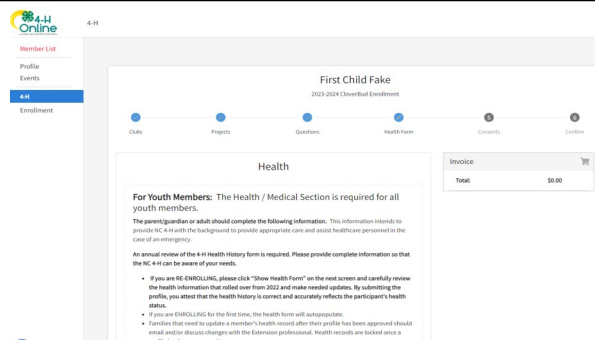 4-H
Online
4-H
Member List
Profile
Events
4-H
Enrollment
First Child Fake
2023-2024 CloverBud Enrollment
Clubs
Projects
Questions
Health Form
5
Consents
6
Confirm
Health
For Youth Members: The Health / Medical Section is required for all
youth members.
The parent/guardian or adult should complete the following information. This information intends to
provide NC 4-H with the background to provide appropriate care and assist healthcare personnel in the
case of an emergency.
An annual review of the 4-H Health History form is required. Please provide complete information so that
the NC 4-H can be aware of your needs.
• If you are RE-ENROLLING, please click "Show Health Form" on the next screen and carefully review
the health information that rolled over from 2022 and make needed updates. By submitting the
profile, you attest that the health history is correct and accurately reflects the participant's health
status.
• If you are ENROLLING for the first time, the health form will autopopulate.
• Families that need to update a member's health record after their profile has been approved should
email and/or discuss changes with the Extension professional. Health records are locked once a
Invoice
Total: $0.00